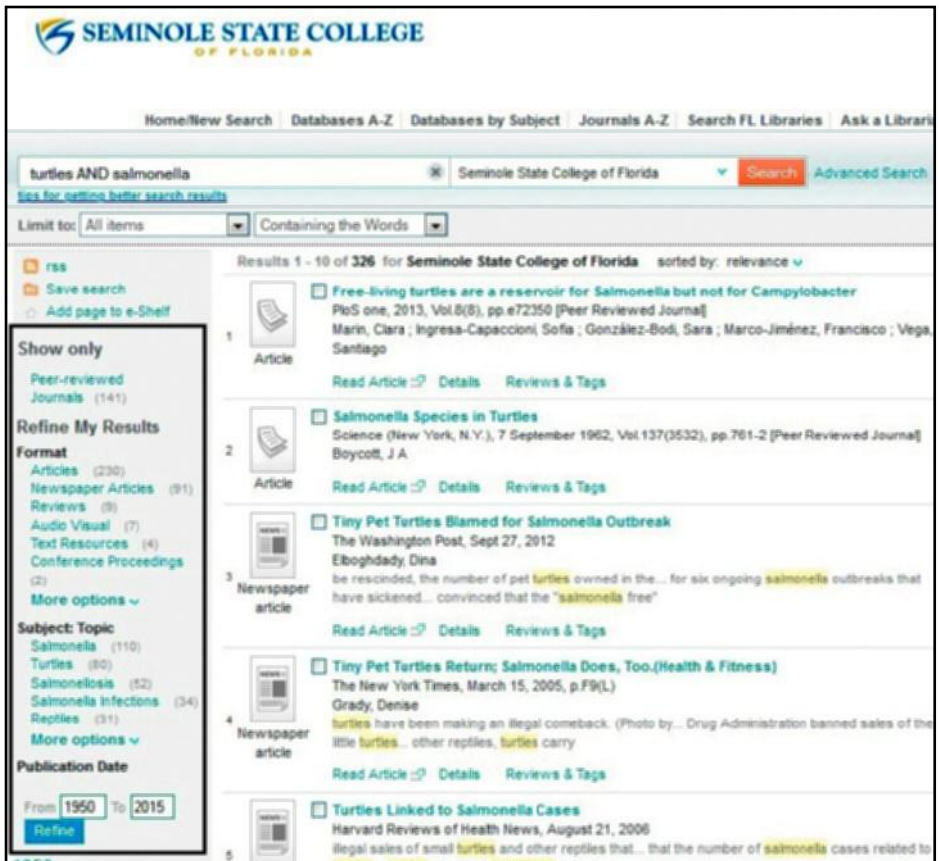 SEMINOLE STATE COLLEGE
OF FLORIDA
Home/New Search Databases A-Z Databases by Subject Journals A-Z Search FL Libraries Ask a Libraria
turtles AND salmonella
Seminole State College of Florida
Search
Advanced Search
tips for getting better search results
Limit to: All items Containing the Words
rss
Save search
Add page to e-Shelf
Show only
Peer-reviewed
Journals (141)
Refine My Results
Format
Articles (230)
Newspaper Articles (91)
Reviews (9)
Audio Visual (7)
Text Resources (4)
Conference Proceedings
(2)
More options
Subject: Topic
Salmonella (110)
Turtles (80)
Salmonellosis (52)
Salmonella Infections (34)
Reptiles (31)
More options
Publication Date
From 1950 To 2015
Refine
Results 1 - 10 of 326 for Seminole State College of Florida sorted by: relevance
1
Article
Free-living turtles are a reservoir for Salmonella but not for Campylobacter
PloS one, 2013, Vol.8(8), pp.e72350 [Peer Reviewed Journal]
Marin, Clara ; Ingresa-Capaccioni, Sofia ; González-Bodi, Sara ; Marco-Jiménez, Francisco ; Vega,
Santiago
Read Article Details Reviews & Tags
2
Article
Salmonella Species in Turtles
Science (New York, N.Y.), 7 September 1962, Vol.137(3532), pp.761-2 [Peer Reviewed Journal]
Boycott, J A
Read Article Details Reviews & Tags
3
Newspaper
article
Tiny Pet Turtles Blamed for Salmonella Outbreak
The Washington Post, Sept 27, 2012
Elboghdady, Dina
be rescinded, the number of pet turtles owned in the... for six ongoing salmonella outbreaks that
have sickened... convinced that the "salmonella free"
Read Article Details Reviews & Tags
4
Newspaper
article
Tiny Pet Turtles Return; Salmonella Does, Too.(Health & Fitness)
The New York Times, March 15, 2005, p.F9(L)
Grady, Denise
turtles have been making an illegal comeback. (Photo by... Drug Administration banned sales of the
little turtles... other reptiles, turtles carry
Read Article Details Reviews & Tags
5
Turtles Linked to Salmonella Cases
Harvard Reviews of Health News, August 21, 2006
illegal sales of small turtles and other reptiles that... that the number of salmonella cases related to